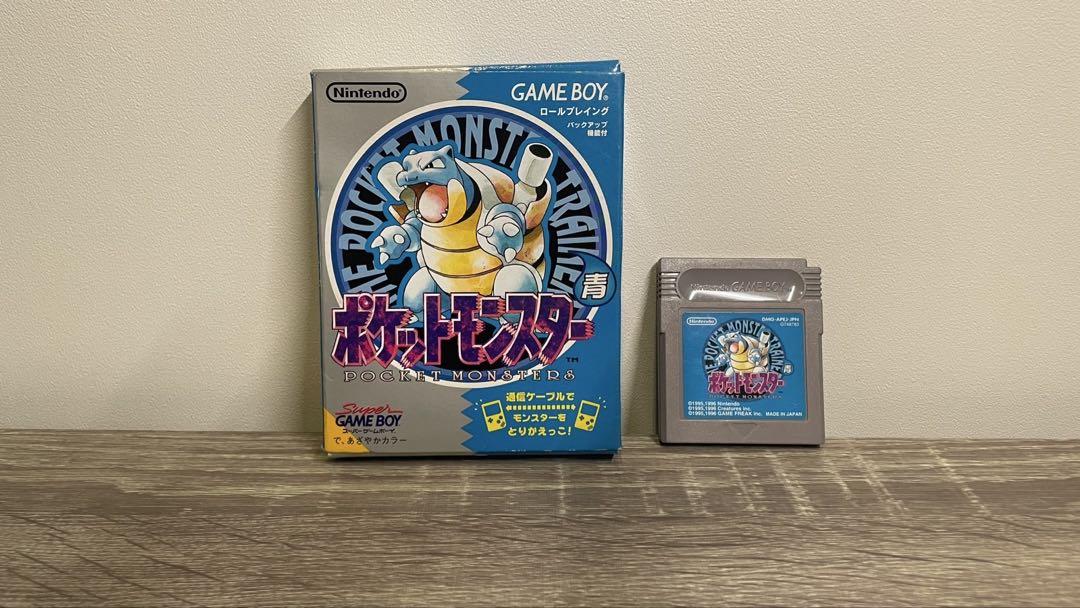 Nintendo
GAME BOY®
ロールプレイング
バックアップ
機能付
THE POCKET MONSTER TRAINER
青
ポケットモンスター
TM
POCKET MONSTERS
Super
GAME BOY
スーパーゲームボーイ
で、あざやかカラー
通信ケーブルで
モンスターを
とりかえっこ!
Nintendo GAME BOY
Nintendo
DMG-APEJ-JPN
POCKET MONSTER TRAINER
青
ポケットモンスター
POCKET MONSTERS
©1995,1996 Nintendo
©1995,1996 Creatures inc.
©1995,1996 GAME FREAK inc. MADE IN JAPAN